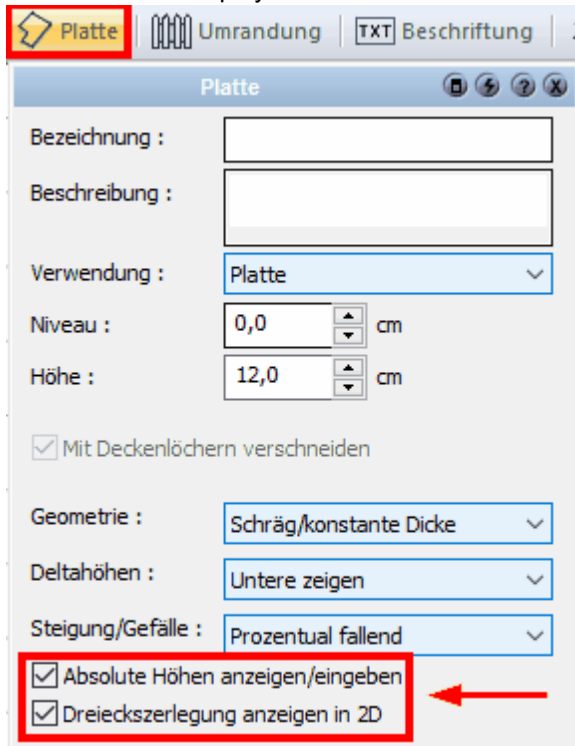 Platte Umrandung TXT Beschriftung
Platte
Bezeichnung :
Beschreibung :
Verwendung : Platte
Niveau : 0,0 cm
Höhe : 12,0 cm
Mit Deckenlöchern verschneiden
Geometrie : Schräg/konstante Dicke
Deltahöhen : Untere zeigen
Steigung/Gefälle : Prozentual fallend
Absolute Höhen anzeigen/eingeben
Dreieckszerlegung anzeigen in 2D